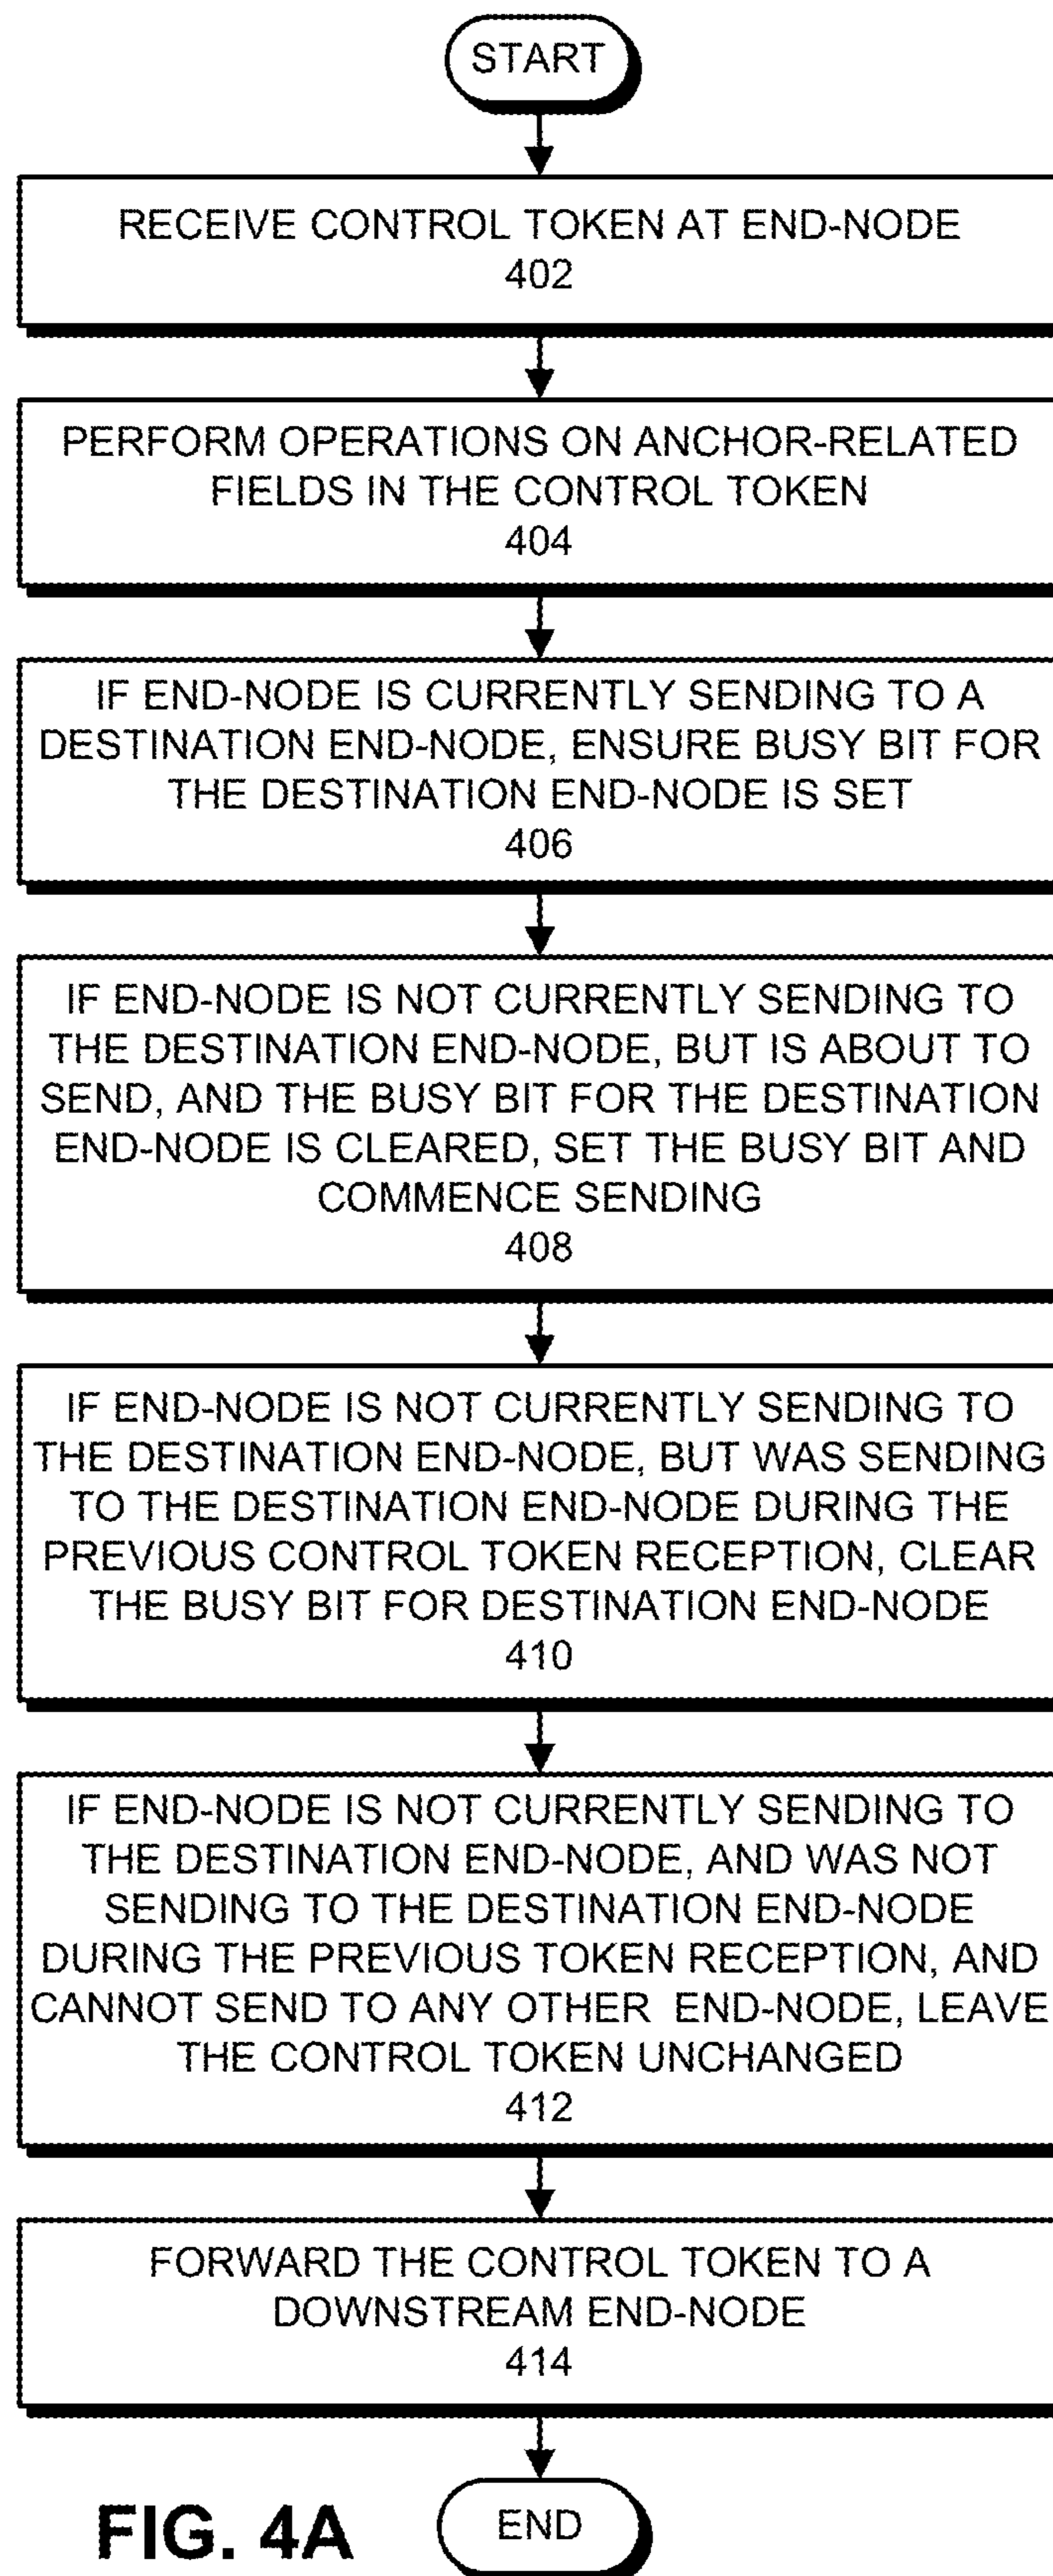 START
RECEIVE CONTROL TOKEN AT END-NODE
402
PERFORM OPERATIONS ON ANCHOR-RELATED
FIELDS IN THE CONTROL TOKEN
404
IF END-NODE IS CURRENTLY SENDING TO A
DESTINATION END-NODE, ENSURE BUSY BIT FOR
THE DESTINATION END-NODE IS SET
406
IF END-NODE IS NOT CURRENTLY SENDING TO
THE DESTINATION END-NODE, BUT IS ABOUT TO
SEND, AND THE BUSY BIT FOR THE DESTINATION
END-NODE IS CLEARED, SET THE BUSY BIT AND
COMMENCE SENDING
408
IF END-NODE IS NOT CURRENTLY SENDING TO
THE DESTINATION END-NODE, BUT WAS SENDING
TO THE DESTINATION END-NODE DURING THE
PREVIOUS CONTROL TOKEN RECEPTION, CLEAR
THE BUSY BIT FOR DESTINATION END-NODE
410
IF END-NODE IS NOT CURRENTLY SENDING TO
THE DESTINATION END-NODE, AND WAS NOT
SENDING TO THE DESTINATION END-NODE
DURING THE PREVIOUS TOKEN RECEPTION, AND
CANNOT SEND TO ANY OTHER END-NODE, LEAVE
THE CONTROL TOKEN UNCHANGED
412
FORWARD THE CONTROL TOKEN TO A
DOWNSTREAM END-NODE
414
END
FIG. 4A